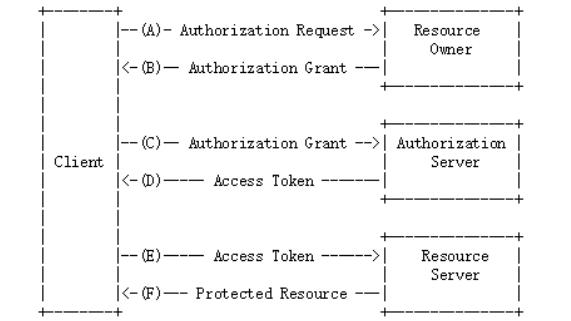 (A) Authorization Request Resource
Owner
(B) Authorization Grant
(C) Authorization Grant Authorization
Client Server
(D) Access Token
(E) Access Token Resource
Server
(F) Protected Resource